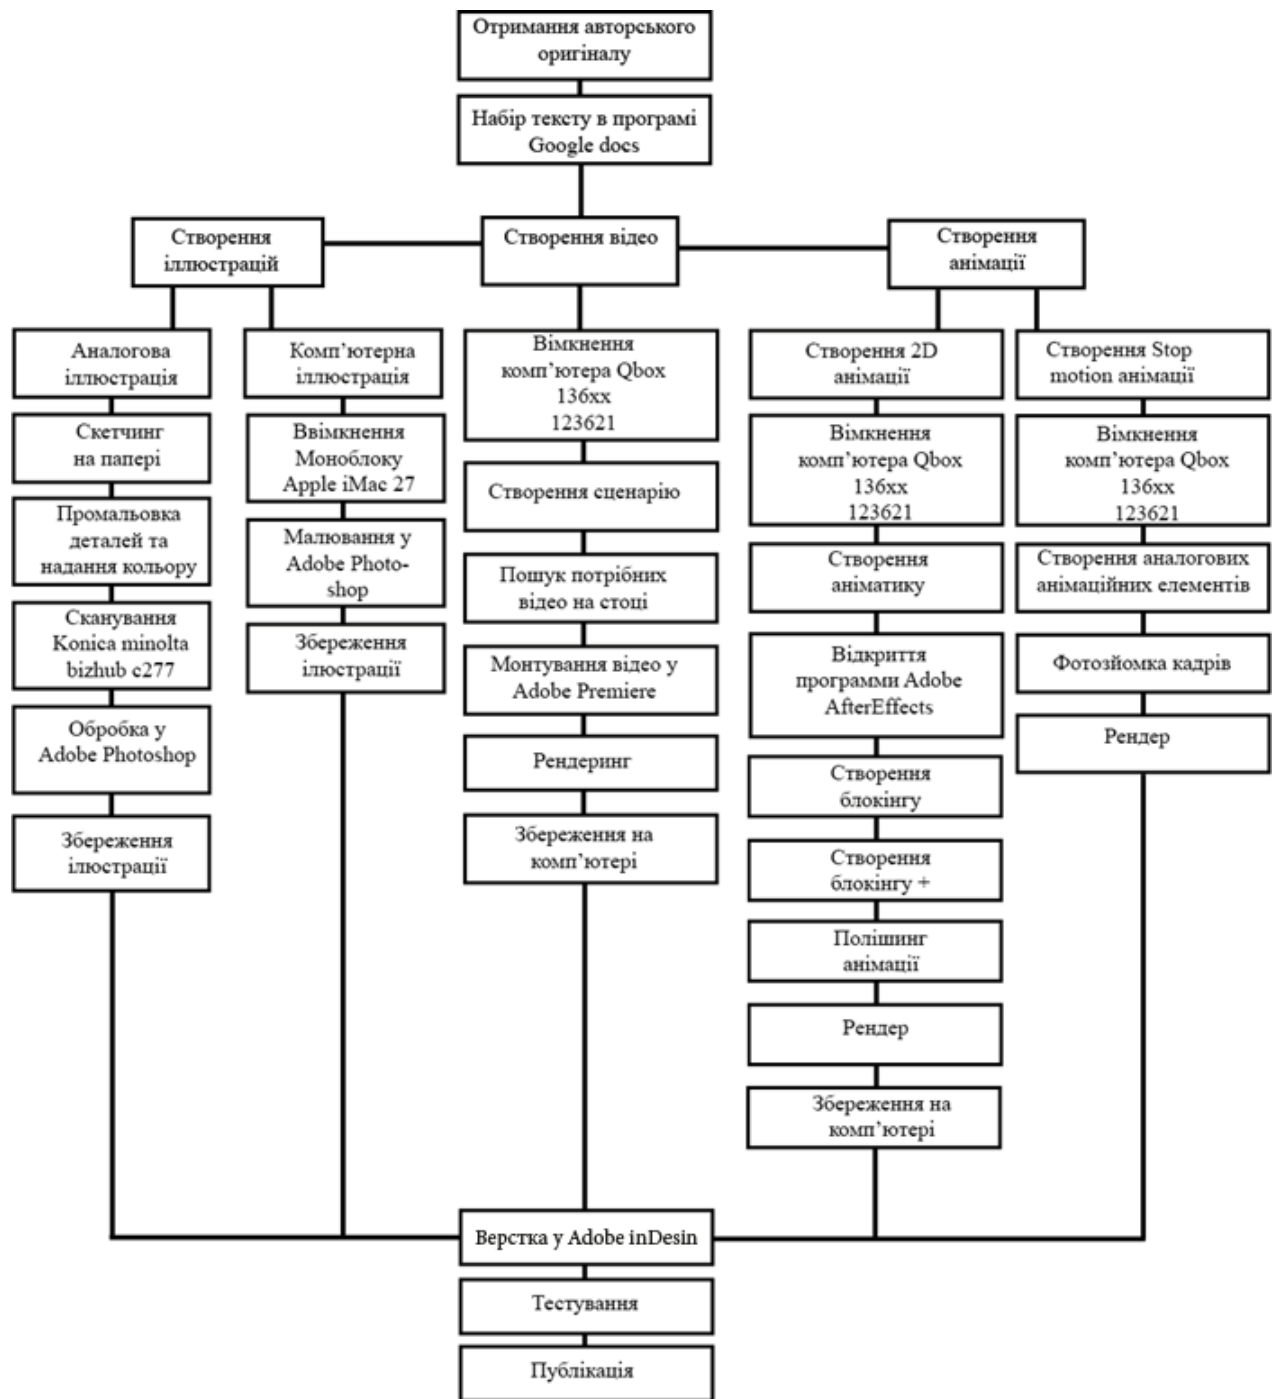 Отримання авторського
оригіналу
Набір тексту в програмі
Google docs
Створення
іллюстрацій
Створення відео
Створення
анімації
Аналогова
іллюстрація
Скетчинг
на папері
Промальовка
деталей та
надання кольору
Сканування
Konica minolta
bizhub c277
Обробка у
Adobe Photoshop
Збереження
ілюстрації
Комп’ютерна
іллюстрація
Ввімкнення
Моноблоку
Apple iMac 27
Малювання у
Adobe Photo-
shop
Збереження
ілюстрації
Вімкнення
комп’ютера Qbox
136xx
123621
Створення сценарію
Пошук потрібних
відео на стоці
Монтування відео у
Adobe Premiere
Рендеринг
Збереження на
комп’ютері
Створення 2D
анімації
Вімкнення
комп’ютера Qbox
136xx
123621
Створення
аніматику
Відкриття
программи Adobe
AfterEffects
Створення
блокінгу
Створення
блокінгу +
Полішинг
анімації
Рендер
Збереження на
комп’ютері
Створення Stop
motion анімації
Вімкнення
комп’ютера Qbox
136xx
123621
Створення аналогових
анімаційних елементів
Фотозйомка кадрів
Рендер
Верстка у Adobe inDesin
Тестування
Публікація